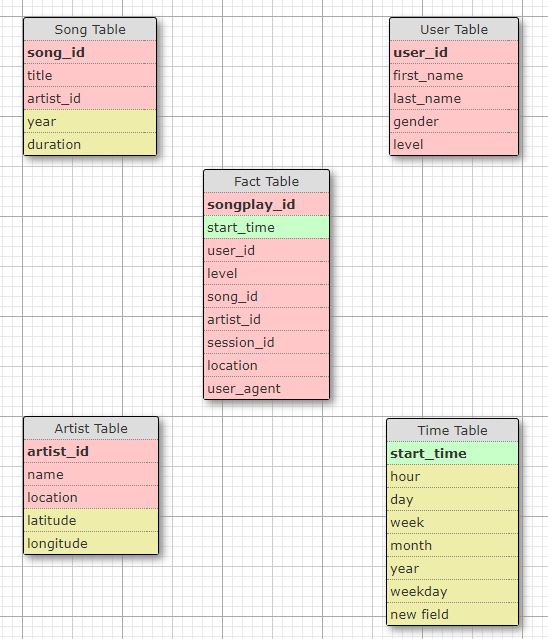 Song Table
song_id
title
artist_id
year
duration
User Table
user_id
first_name
last_name
gender
level
Fact Table
songplay_id
start_time
user_id
level
song_id
artist_id
session_id
location
user_agent
Artist Table
artist_id
name
location
latitude
longitude
Time Table
start_time
hour
day
week
month
year
weekday
new field